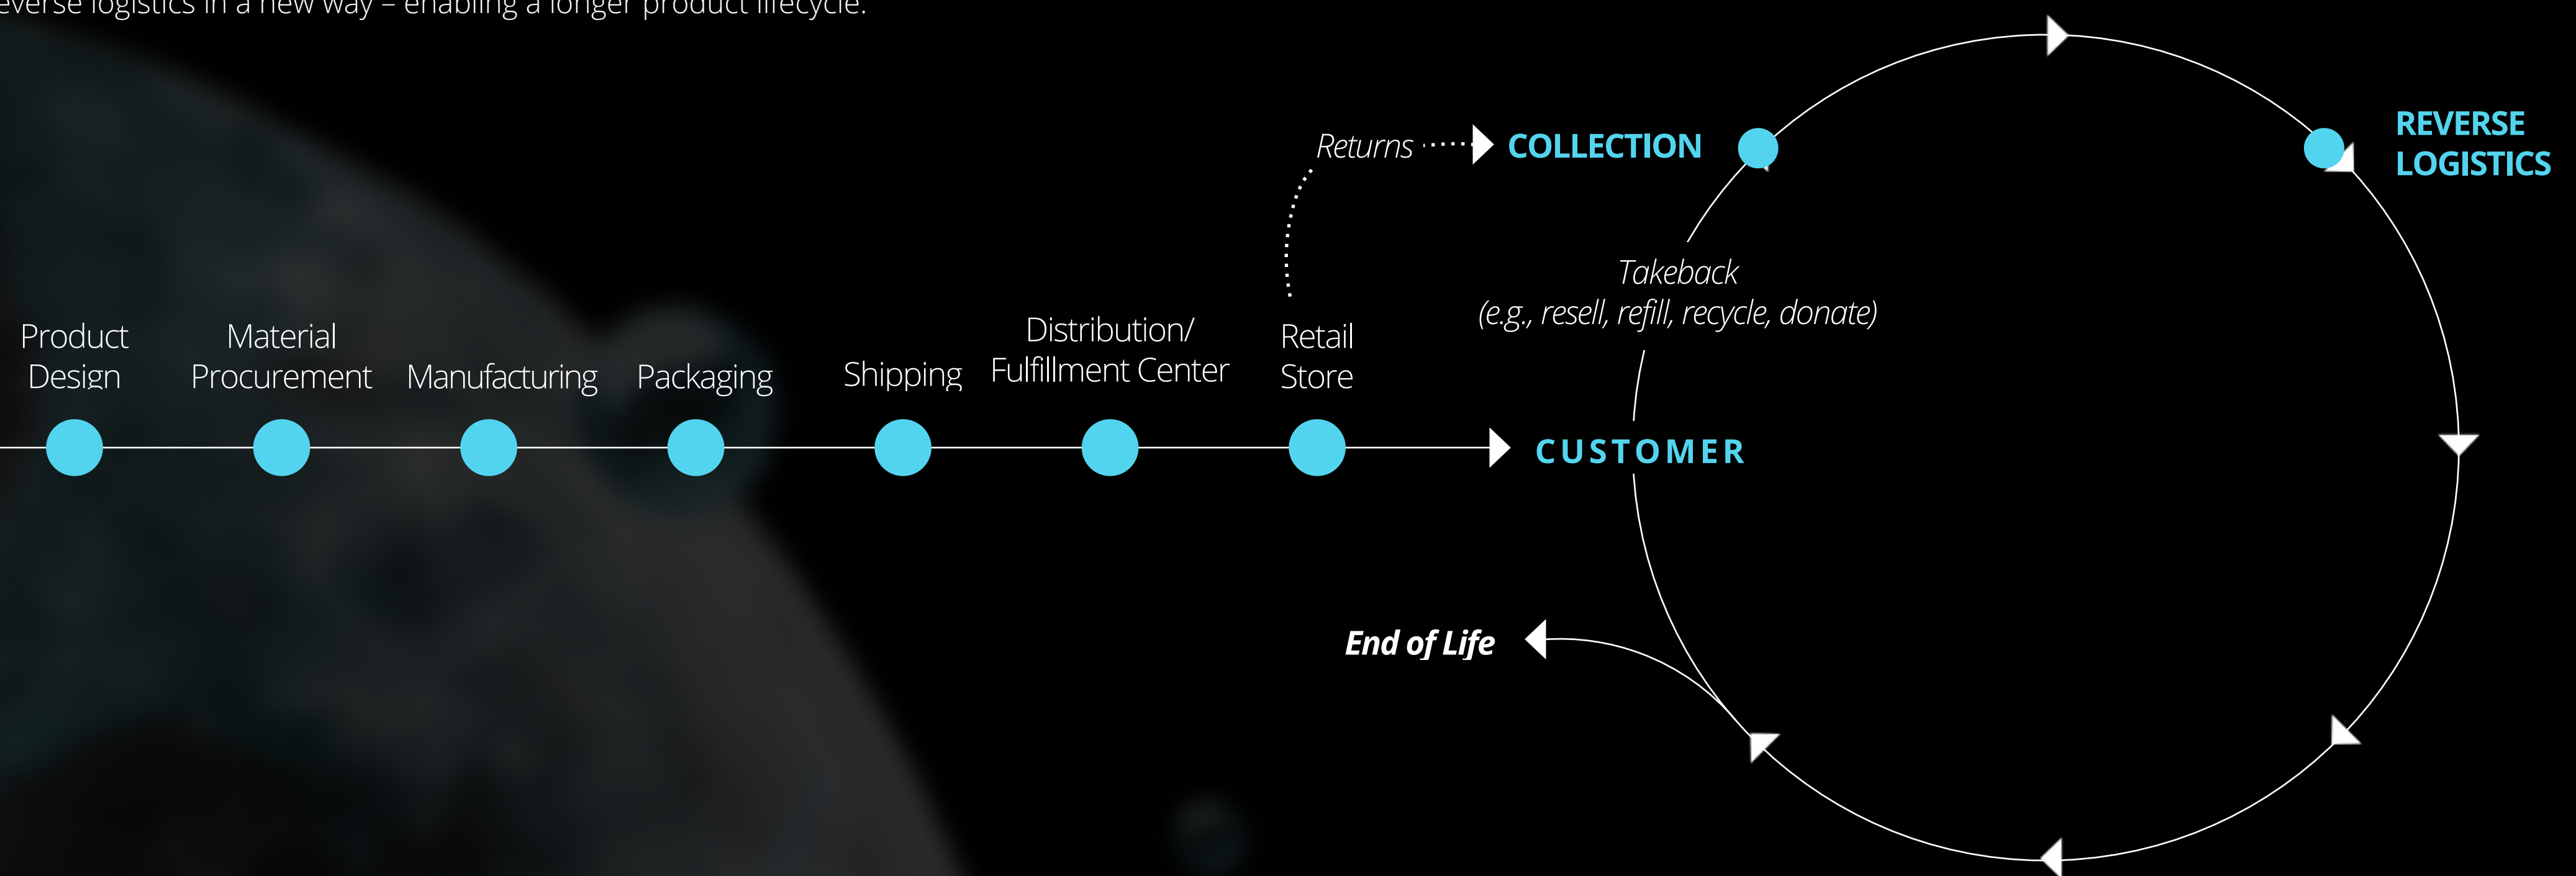 everse logistics in a new way – enabling a longer product lifecycle.
REVERSE
LOGISTICS
Returns
COLLECTION
Takeback
(e.g., resell, refill, recycle, donate)
Product
Design
Material
Procurement
Manufacturing
Packaging
Shipping
Distribution/
Fulfillment Center
Retail
Store
CUSTOMER
End of Life